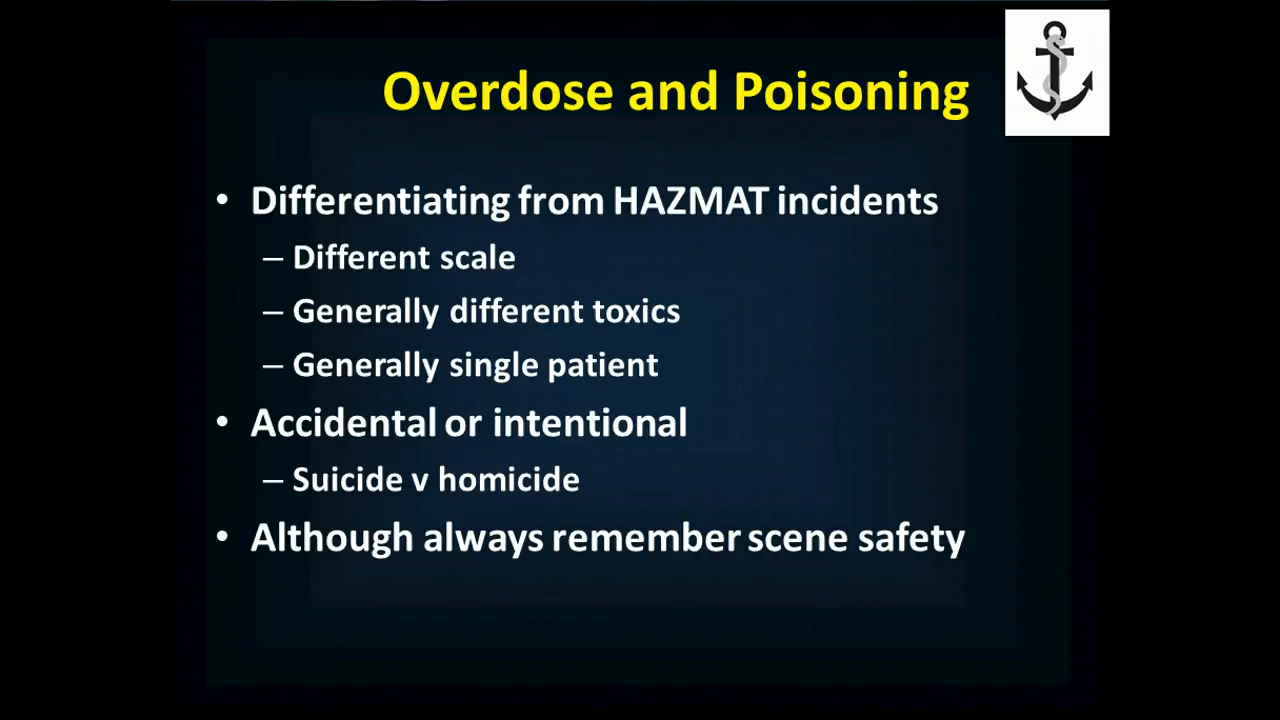 Overdose and Poisoning
• Differentiating from HAZMAT incidents
– Different scale
– Generally different toxics
– Generally single patient
• Accidental or intentional
– Suicide v homicide
• Although always remember scene safety